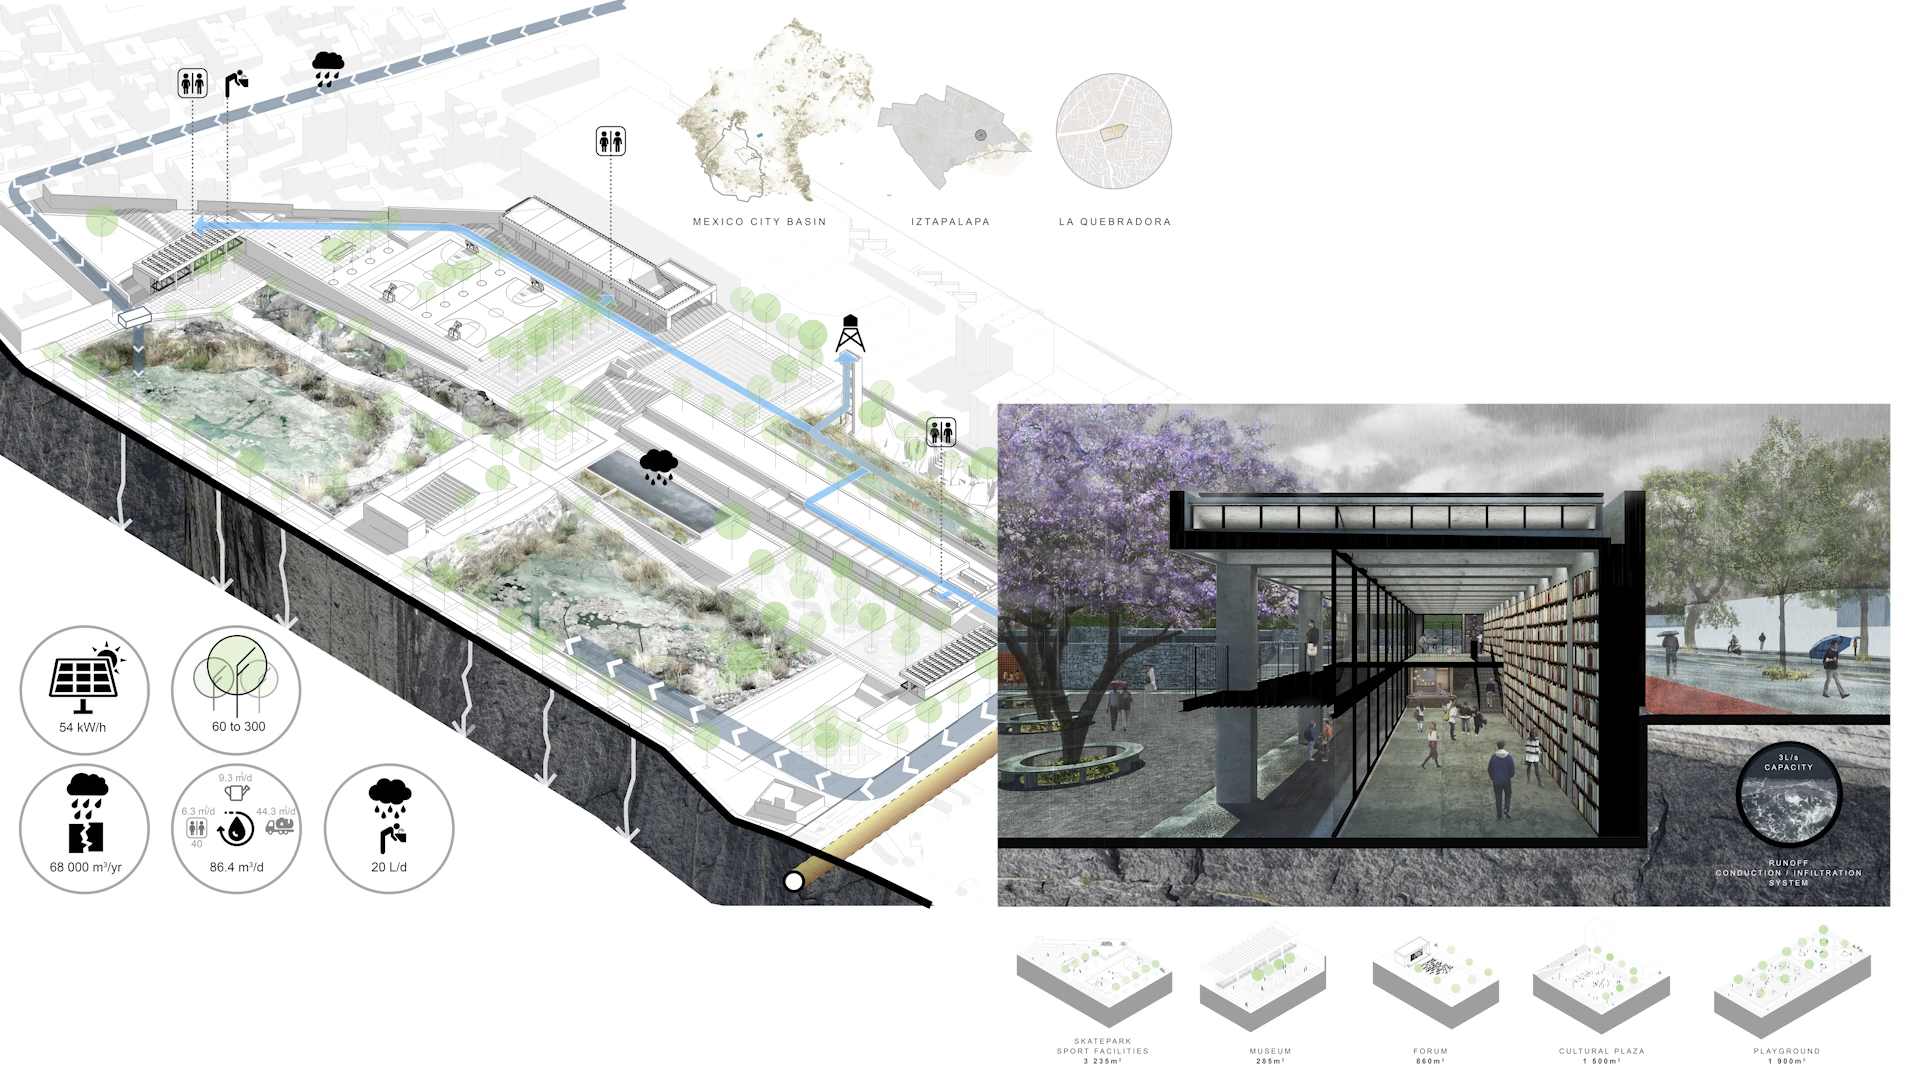 MEXICO CITY BASIN
IZTAPALAPA
LA QUEBRADORA
54 kW/h
60 to 300
68 000 m³/yr
9.3 m³/d
6.3 m³/d
44.3 m³/d
40
86.4 m³/d
20 L/d
3L/s
CAPACITY
RUNOFF
CONDUCTION / INFILTRATION
SYSTEM
SKATEPARK
SPORT FACILITIES
3 235m²
MUSEUM
285m²
FORUM
860m²
CULTURAL PLAZA
1 500m²
PLAYGROUND
1 900m²